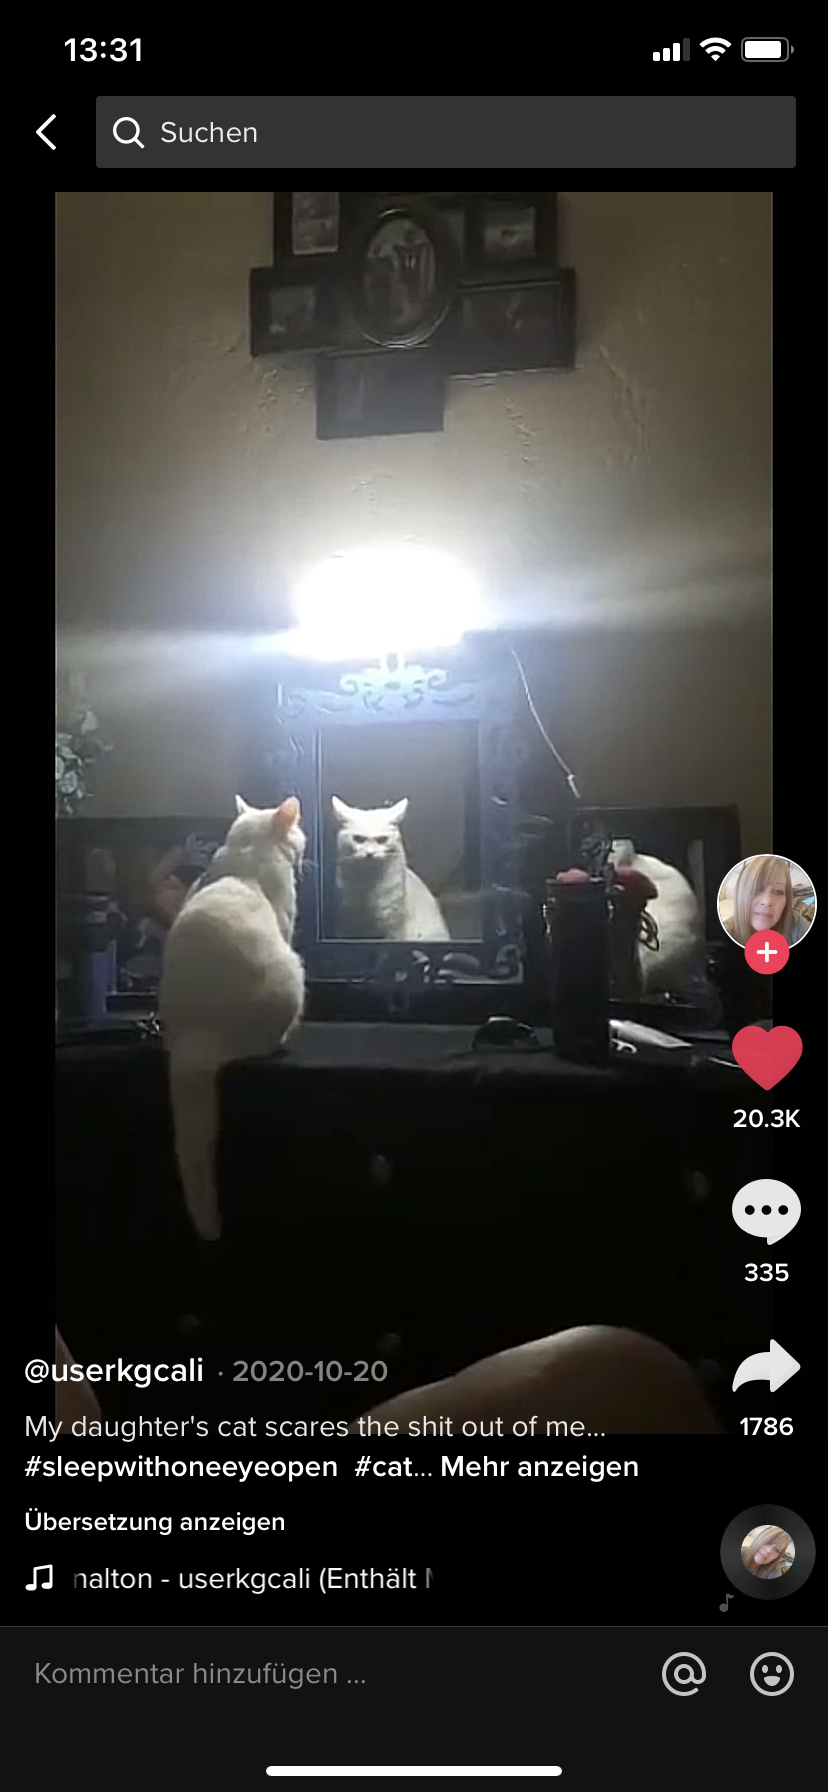 13:31
Suchen
20.3K
335
@userkgcali · 2020-10-20
My daughter's cat scares the shit out of me...
1786
#sleepwithoneeyeopen #cat... Mehr anzeigen
Übersetzung anzeigen
nalton - userkgcali (Enthält
Kommentar hinzufügen ...